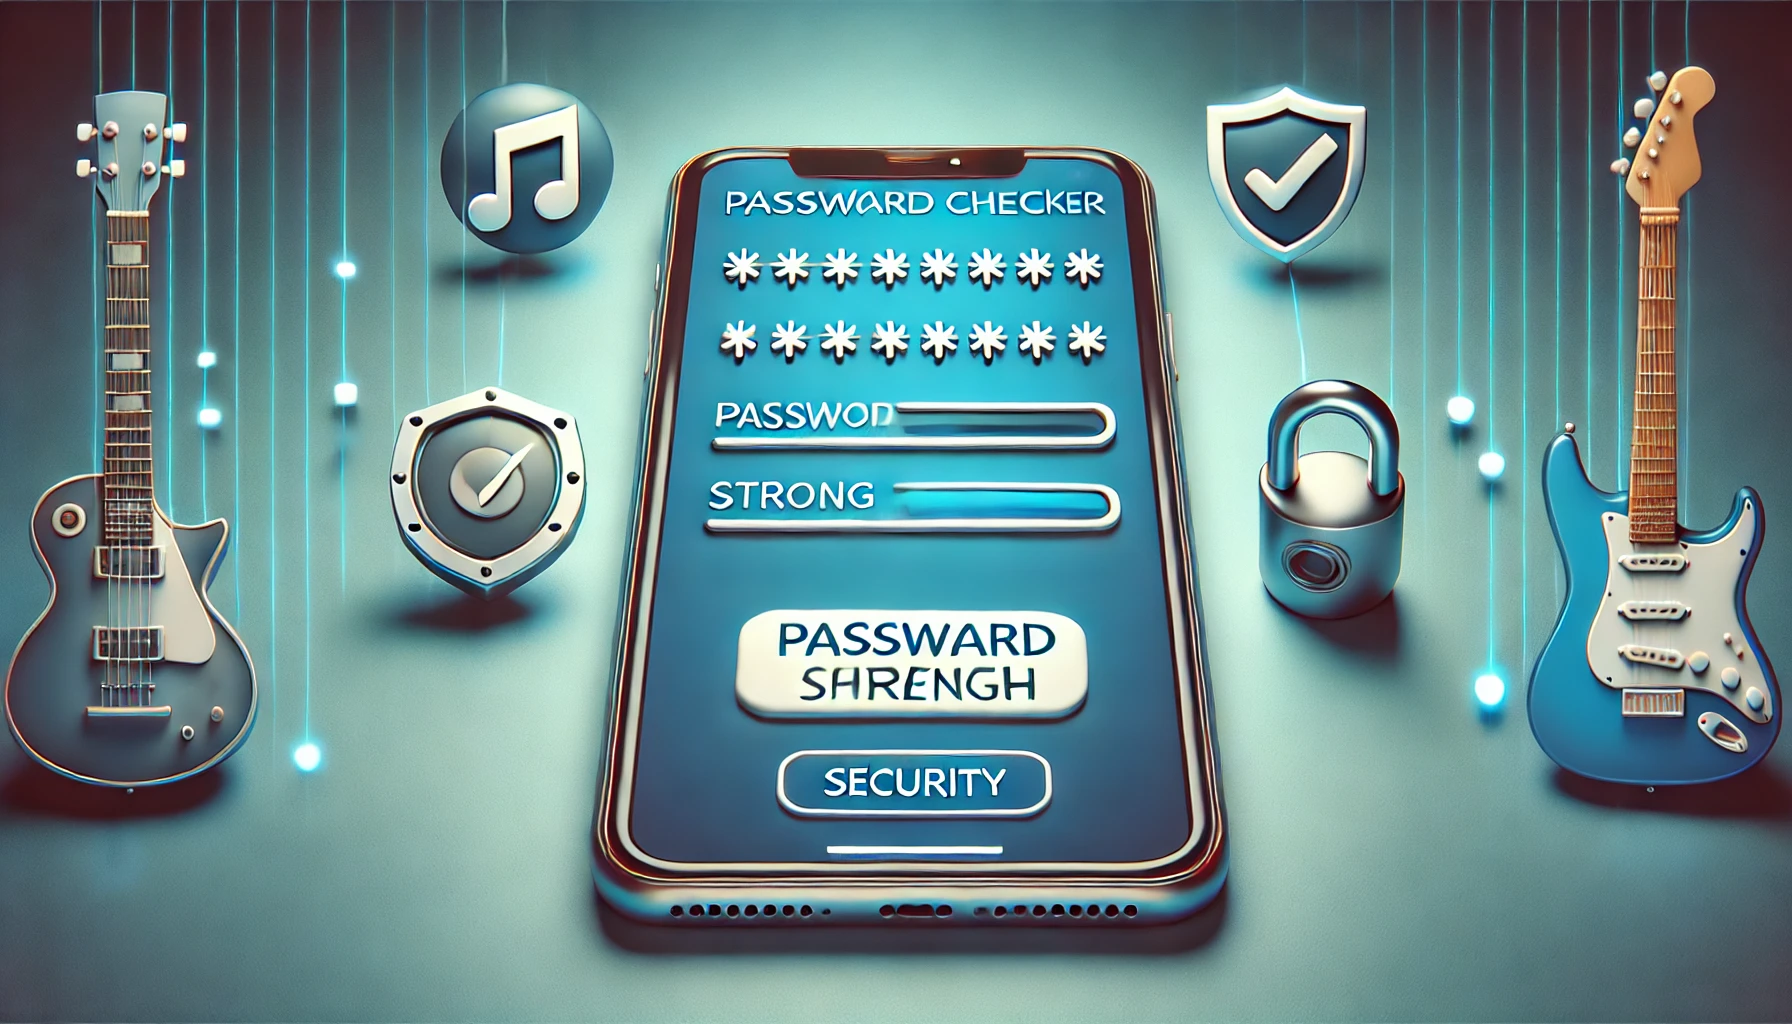 PASSWARD CHECKER
********
********
PASSWOD
STRONG
PASSWARD
SHRENGH
SECURITY